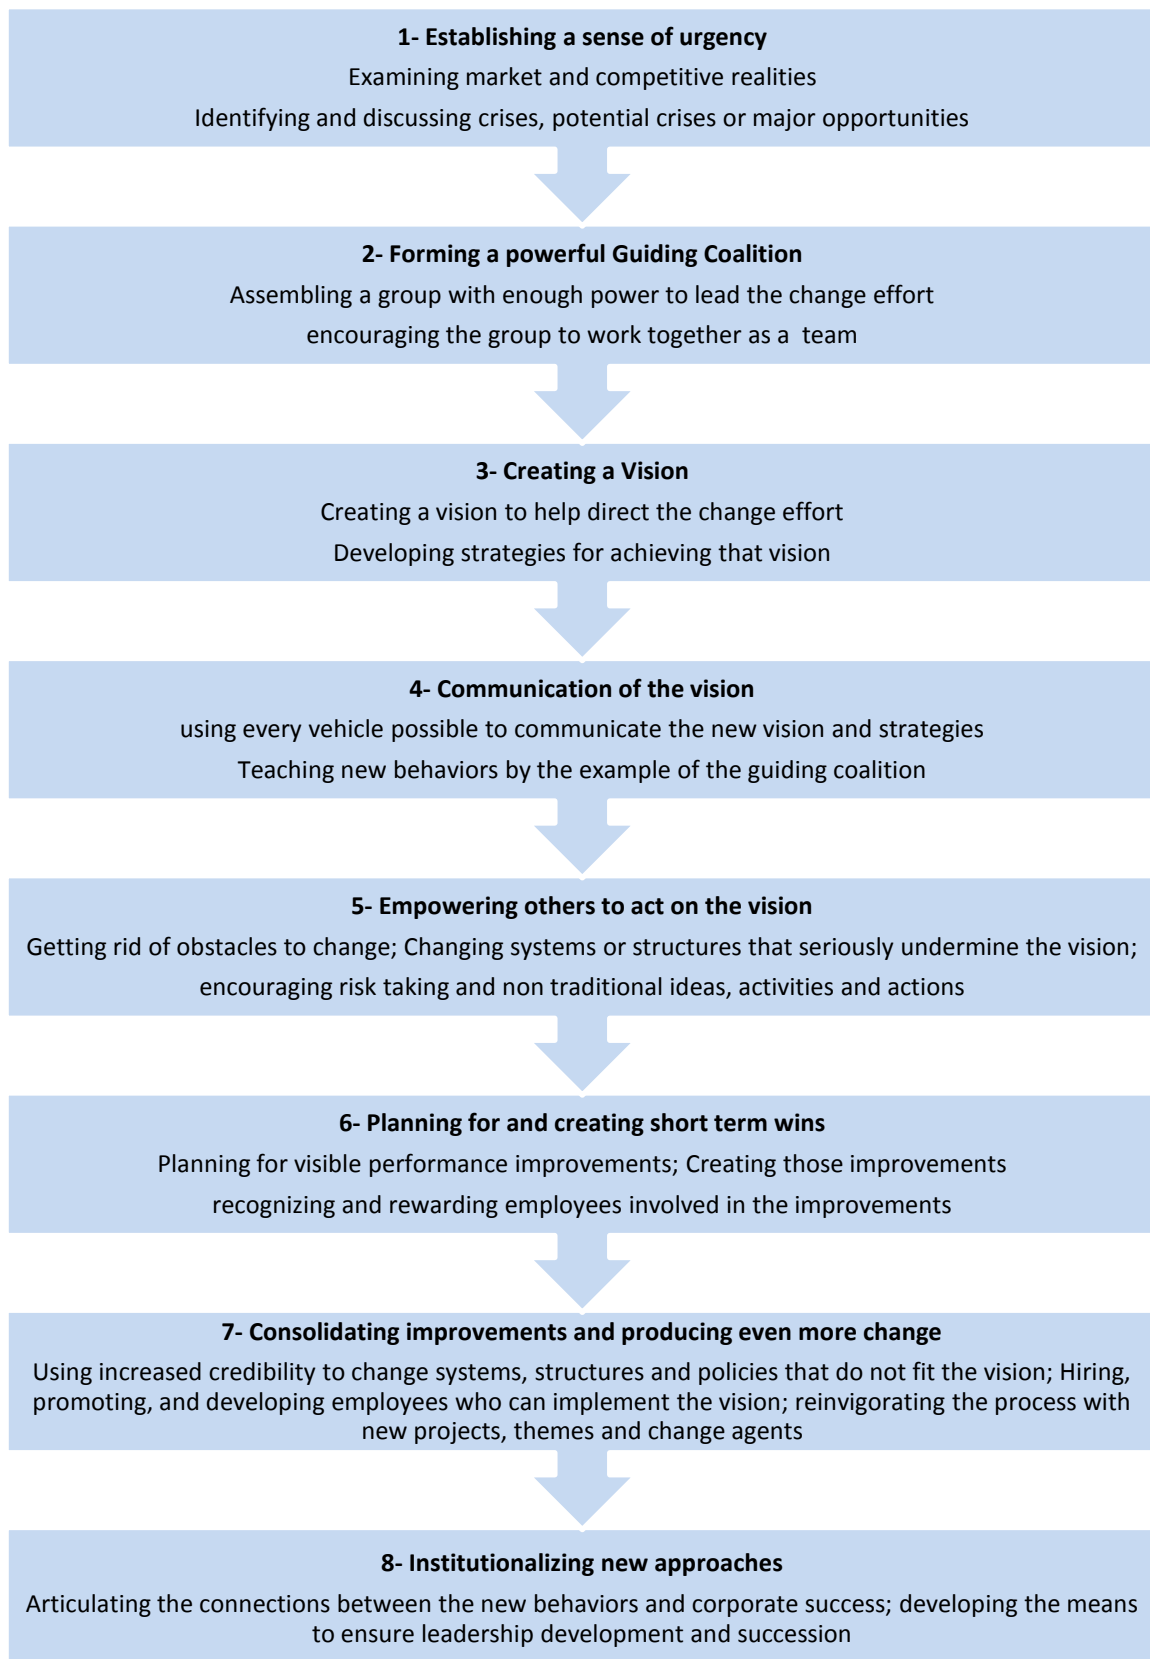 1- Establishing a sense of urgency
Examining market and competitive realities
Identifying and discussing crises, potential crises or major opportunities
2- Forming a powerful Guiding Coalition
Assembling a group with enough power to lead the change effort
encouraging the group to work together as a  team
3- Creating a Vision
Creating a vision to help direct the change effort
Developing strategies for achieving that vision
4- Communication of the vision
using every vehicle possible to communicate the new vision and strategies
Teaching new behaviors by the example of the guiding coalition
5- Empowering others to act on the vision
Getting rid of obstacles to change; Changing systems or structures that seriously undermine the vision;
encouraging risk taking and non traditional ideas, activities and actions
6- Planning for and creating short term wins
Planning for visible performance improvements; Creating those improvements
recognizing and rewarding employees involved in the improvements
7- Consolidating improvements and producing even more change
Using increased credibility to change systems, structures and policies that do not fit the vision; Hiring,
promoting, and developing employees who can implement the vision; reinvigorating the process with
new projects, themes and change agents
8- Institutionalizing new approaches
Articulating the connections between the new behaviors and corporate success; developing the means
to ensure leadership development and succession